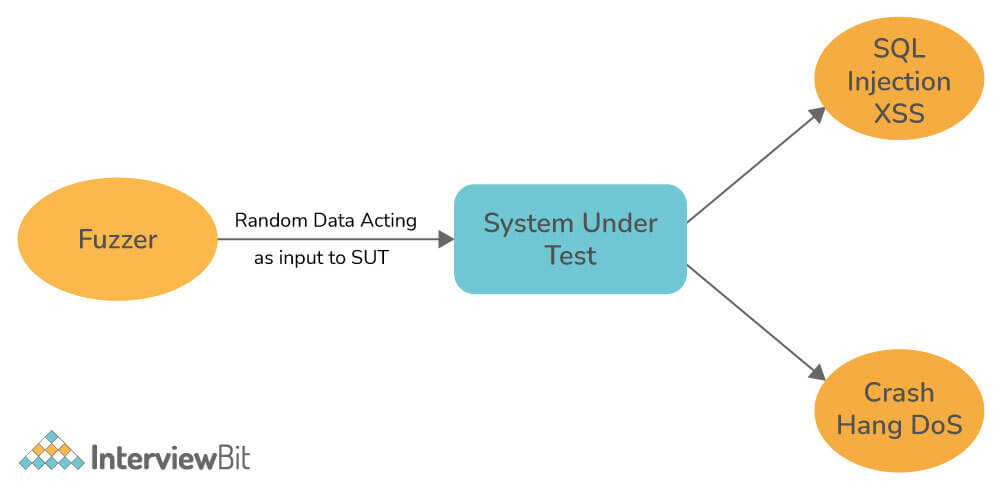 SQL
Injection
XSS
Fuzzer
Random Data Acting
as input to SUT
System Under
Test
Crash
Hang DoS
InterviewBit